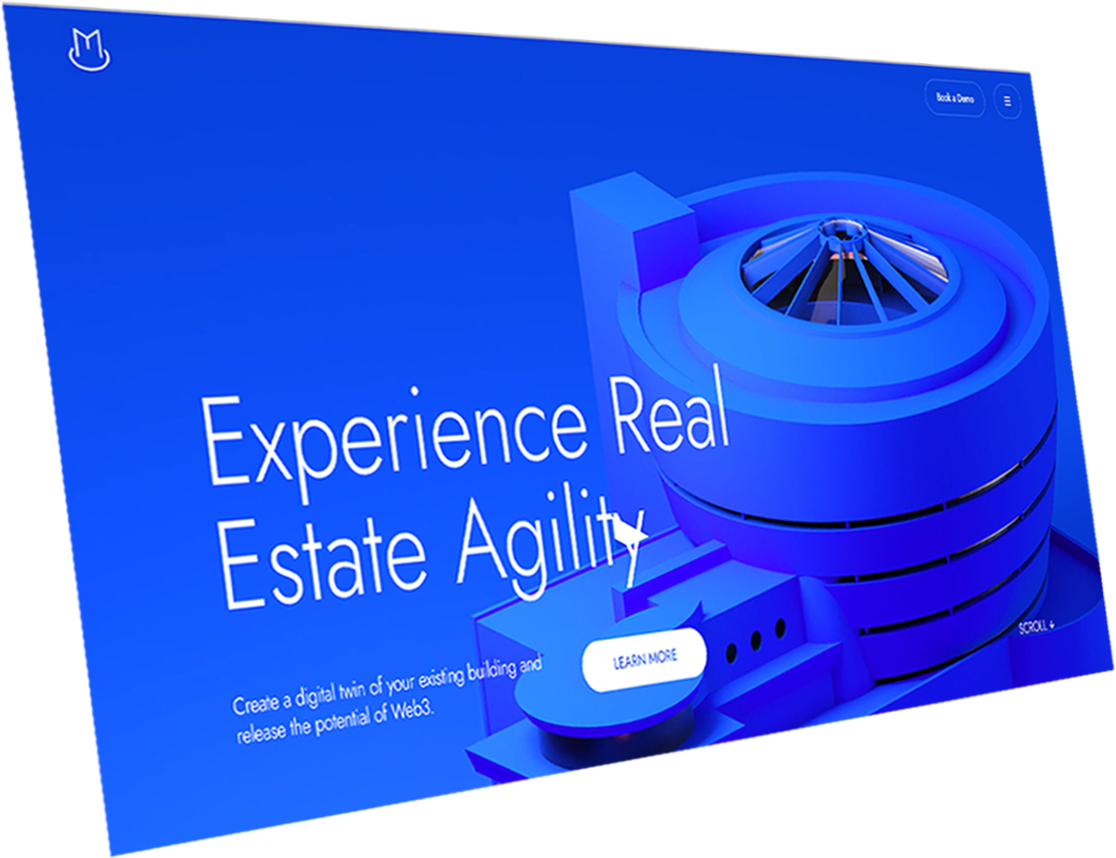 Book a Demo
Experience Real
Estate Agility
Create a digital twin of your existing building and
release the potential of Web3.
LEARN MORE
SCROLL ↓